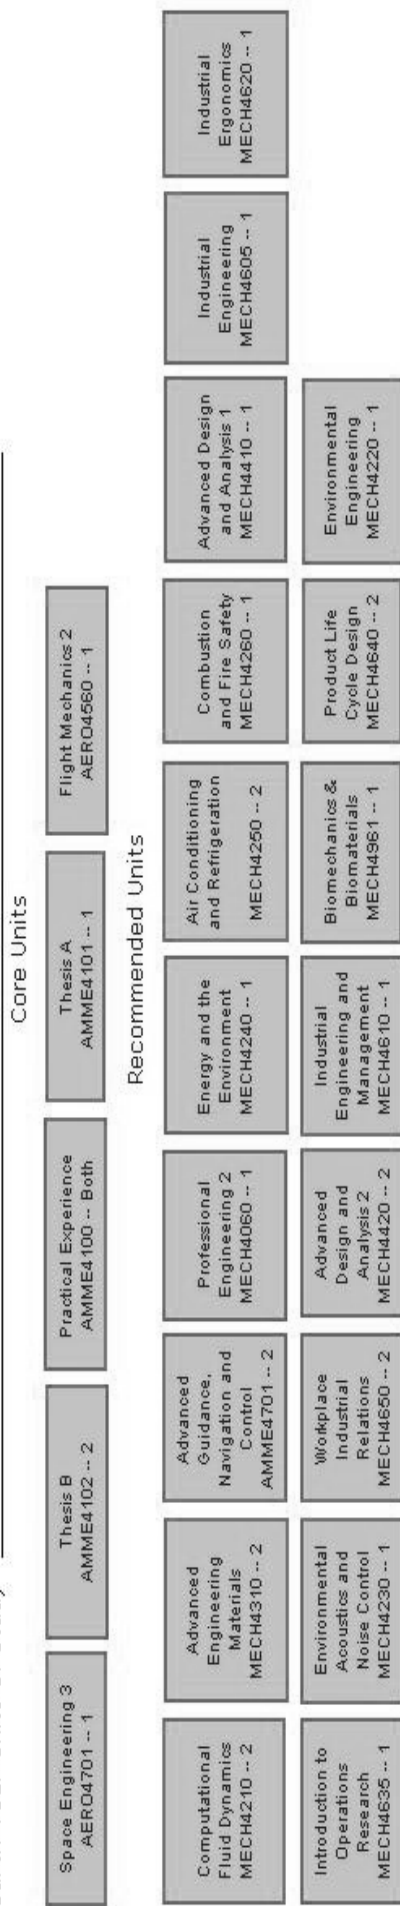 Core Units
Space Engineering 3
AERO4701 -- 1
Thesis B
AMME4102 -- 2
Practical Experience
AMME4100 -- Both
Thesis A
AMME4101 -- 1
Flight Mechanics 2
AERO4560 -- 1
Recommended Units
Computational
Fluid Dynamics
MECH4210 -- 2
Advanced
Engineering
Materials
MECH4310 -- 2
Advanced
Guidance,
Navigation and
Control
AMME4701 -- 2
Professional
Engineering 2
MECH4060 -- 1
Energy and the
Environment
MECH4240 -- 1
Air Conditioning
and Refrigeration
MECH4250 -- 2
Combustion
and Fire Safety
MECH4260 -- 1
Advanced Design
and Analysis 1
MECH4410 -- 1
Industrial
Engineering
MECH4605 -- 1
Industrial
Ergonomics
MECH4620 -- 1
Introduction to
Operations
Research
MECH4635 -- 1
Environmental
Acoustics and
Noise Control
MECH4230 -- 1
Workplace
Industrial
Relations
MECH4650 -- 2
Advanced
Design and
Analysis 2
MECH4420 -- 2
Industrial
Engineering and
Management
MECH4610 -- 1
Biomechanics &
Biomaterials
MECH4961 -- 1
Product Life
Cycle Design
MECH4640 -- 2
Environmental
Engineering
MECH4220 -- 1